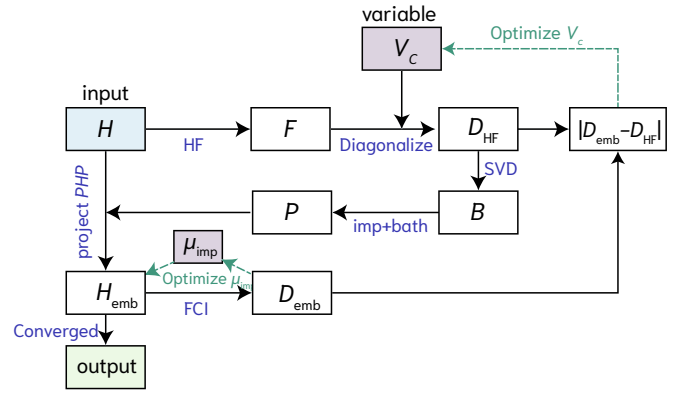 variable
V_C
Optimize V_c
input
H
HF
F
Diagonalize
D_HF
|D_emb–D_HF|
SVD
project PHP
P
imp+bath
B
μ_imp
Optimize μ_im
H_emb
FCI
D_emb
Converged
output